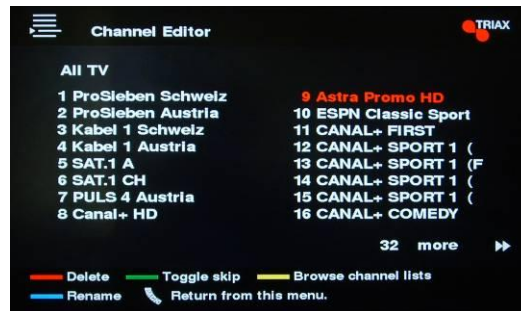 Channel Editor
TRIAX
All TV
1 ProSieben Schweiz
2 ProSieben Austria
3 Kabel 1 Schweiz
4 Kabel 1 Austria
5 SAT.1 A
6 SAT.1 CH
7 PULS 4 Austria
8 Canal+ HD
9 Astra Promo HD
10 ESPN Classic Sport
11 CANAL+ FIRST
12 CANAL+ SPORT 1 (
13 CANAL+ SPORT 1 (F
14 CANAL+ SPORT 1 (
15 CANAL+ SPORT 1 (
16 CANAL+ COMEDY
32 more
Delete Toggle skip Browse channel lists
Rename Return from this menu.